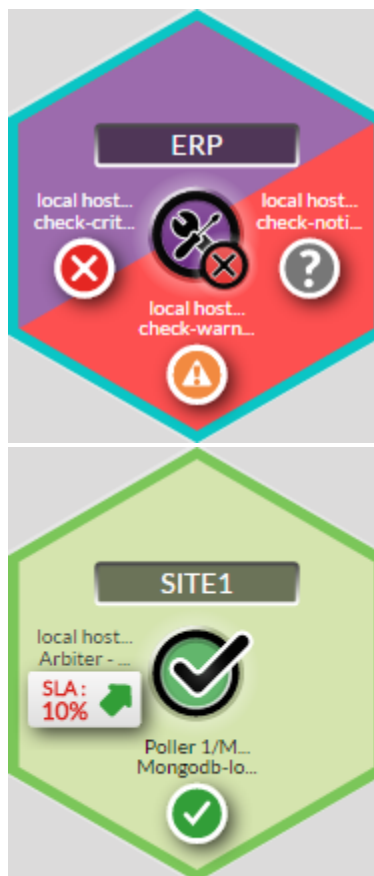 ERP
local host...
check-crit...
local host...
check-noti...
local host...
check-warn...
SITE1
local host...
Arbiter - ...
SLA :
10%
Poller 1/M...
Mongodb-lo...